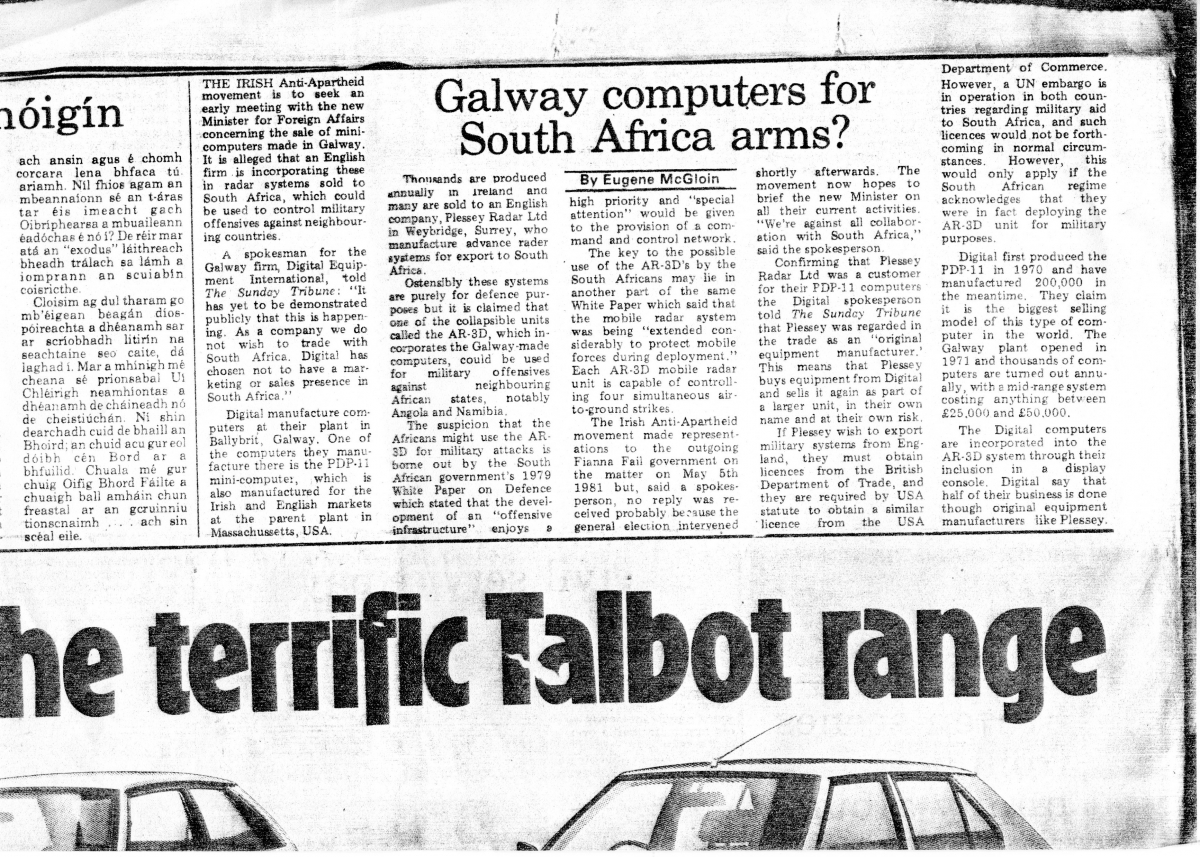 nóigín
ach ansin agus é chomh
corcara lena bhfaca tú
ariamh. Níl fhios agam an
mbeannaionn sé an t-áras
tar éis imeacht gach
Oibriphearsa a mbuaileann
éadóchas é nó í? De réir mar
atá an "exodus" láithreach
bheadh trálach sa lámh a
iomprann an scuiabín
coisricthe.
Cloisim ag dul tharam go
mb'éigean beagán díos-
póireachta a dhéanamh sar
ar scríobhadh litirín na
seachtaine seo caite, dá
laghad í. Mar a mhínigh mé
cheana sé prionsabal Uí
Chléirigh neamhiontas a
dhéanamh de cháineadh nó
de cheistiúchán. Ní shin
dearchadh cuid de bhaill an
Bhoird; an chuid acu gur eol
dóibh cén Bord ar a
bhfuilid. Chuala mé gur
chuig Oifig Bhord Fáilte a
chuaigh ball amháin chun
freastal ar an gcruinniu
tionscnaimh . . . . ach sin
scéal eile.
Galway computers for
South Africa arms?
THE IRISH Anti-Apartheid
movement is to seek an
early meeting with the new
Minister for Foreign Affairs
concerning the sale of mini-
computers made in Galway.
It is alleged that an English
firm is incorporating these
in radar systems sold to
South Africa, which could
be used to control military
offensives against neighbour-
ing countries.
A spokesman for the
Galway firm, Digital Equip-
ment International, told
The Sunday Tribune: "It
has yet to be demonstrated
publicly that this is happen-
ing. As a company we do
not wish to trade with
South Africa. Digital has
chosen not to have a mar-
keting or sales presence in
South Africa."
Digital manufacture com-
puters at their plant in
Ballybrit, Galway. One of
the computers they manu-
facture there is the PDP-11
mini-computer, which is
also manufactured for the
Irish and English markets
at the parent plant in
Massachusetts, USA.
Thousands are produced
annually in Ireland and
many are sold to an English
company, Plessey Radar Ltd
in Weybridge, Surrey, who
manufacture advance rader
systems for export to South
Africa.
Ostensibly these systems
are purely for defence pur-
poses but it is claimed that
one of the collapsible units
called the AR-3D, which in-
corporates the Galway-made
computers, could be used
for military offensives
against neighbouring
African states, notably
Angola and Namibia.
The suspicion that the
Africans might use the AR-
3D for military attacks is
borne out by the South
African government's 1979
White Paper on Defence
which stated that the devel-
opment of an "offensive
infrastructure" enjoys a
By Eugene McGloin
high priority and "special
attention" would be given
to the provision of a com-
mand and control network.
The key to the possible
use of the AR-3D's by the
South Africans may lie in
another part of the same
White Paper which said that
the mobile radar system
was being "extended con-
siderably to protect mobile
forces during deployment."
Each AR-3D mobile radar
unit is capable of controll-
ing four simultaneous air-
to-ground strikes.
The Irish Anti-Apartheid
movement made represent-
ations to the outgoing
Fianna Fail government on
the matter on May 5th
1981 but, said a spokes-
person, no reply was re-
ceived probably because the
general election intervened
shortly afterwards. The
movement now hopes to
brief the new Minister on
all their current activities.
"We're against all collabor-
ation with South Africa,"
said the spokesperson.
Confirming that Plessey
Radar Ltd was a customer
for their PDP-11 computers
the Digital spokesperson
told The Sunday Tribune
that Plessey was regarded in
the trade as an "original
equipment manufacturer.'
This means that Plessey
buys equipment from Digital
and sells it again as part of
a larger unit, in their own
name and at their own risk.
If Plessey wish to export
military systems from Eng-
land, they must obtain
licences from the British
Department of Trade, and
they are required by USA
statute to obtain a similar
licence from the USA
Department of Commerce.
However, a UN embargo is
in operation in both coun-
tries regarding military aid
to South Africa, and such
licences would not be forth-
coming in normal circum-
stances. However, this
would only apply if the
South African regime
acknowledges that they
were in fact deploying the
AR-3D unit for military
purposes.
Digital first produced the
PDP-11 in 1970 and have
manufactured 200,000 in
the meantime. They claim
it is the biggest selling
model of this type of com-
puter in the world. The
Galway plant opened in
1971 and thousands of com-
puters are turned out annu-
ally, with a mid-range system
costing anything between
£25,000 and £50,000.
The Digital computers
are incorporated into the
AR-3D system through their
inclusion in a display
console. Digital say that
half of their business is done
though original equipment
manufacturers like Plessey.
he terrific Talbot range